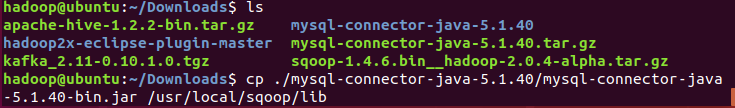 hadoop@ubuntu:~/Downloads$ ls
apache-hive-1.2.2-bin.tar.gz mysql-connector-java-5.1.40
hadoop2x-eclipse-plugin-master mysql-connector-java-5.1.40.tar.gz
kafka_2.11-0.10.1.0.tgz sqoop-1.4.6.bin__hadoop-2.0.4-alpha.tar.gz
hadoop@ubuntu:~/Downloads$ cp ./mysql-connector-java-5.1.40/mysql-connector-java
-5.1.40-bin.jar /usr/local/sqoop/lib